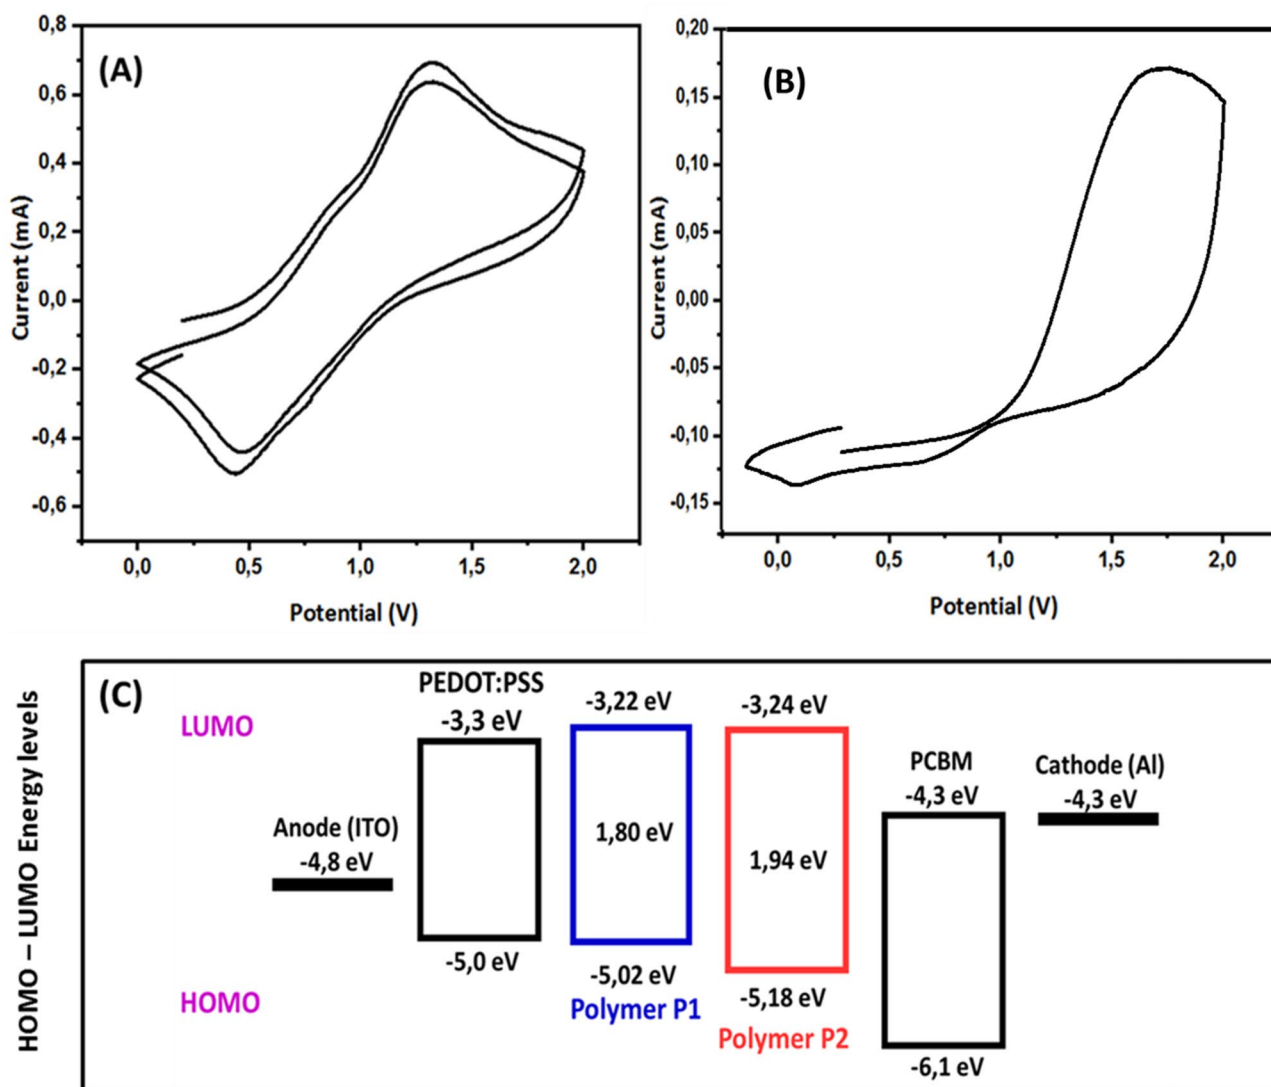 (A)
0,8
0,6
0,4
0,2
0,0
-0,2
-0,4
-0,6
Current (mA)
0,0 0,5 1,0 1,5 2,0
Potential (V)
(B)
0,20
0,15
0,10
0,05
0,00
-0,05
-0,10
-0,15
Current (mA)
0,0 0,5 1,0 1,5 2,0
Potential (V)
(C)
HOMO – LUMO Energy levels
LUMO
HOMO
Anode (ITO)
-4,8 eV
PEDOT:PSS
-3,3 eV
-5,0 eV
-3,22 eV
1,80 eV
-5,02 eV
Polymer P1
-3,24 eV
1,94 eV
-5,18 eV
Polymer P2
PCBM
-4,3 eV
-6,1 eV
Cathode (Al)
-4,3 eV